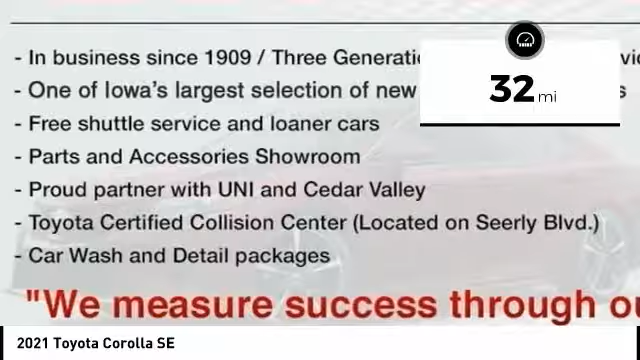 - In business since 1909 / Three
- One of Iowa's largest selection of new
32 mi
- Free shuttle service and loaner cars
- Parts and Accessories Showroom
- Proud partner with UNI and Cedar Valley
- Toyota Certified Collision Center (Located on Seerly Blvd.)
- Car Wash and Detail packages
"We measure success through
2021 Toyota Corolla SE